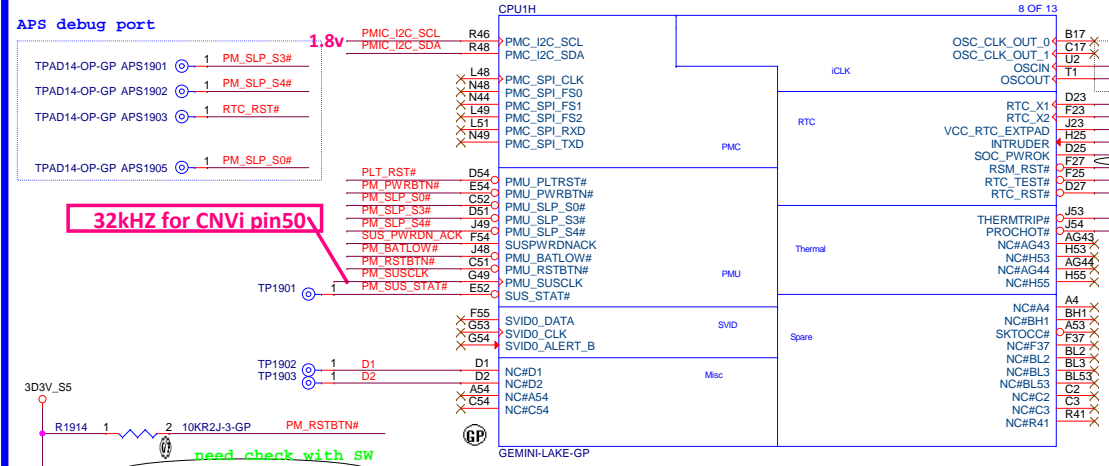 CPU1H
8 OF 13
APS debug port
TPAD14-OP-GP APS1901 1 PM_SLP_S3#
TPAD14-OP-GP APS1902 1 PM_SLP_S4#
TPAD14-OP-GP APS1903 1 RTC_RST#
TPAD14-OP-GP APS1905 1 PM_SLP_S0#
1.8v
PMIC_I2C_SCL R46 PMC_I2C_SCL
PMIC_I2C_SDA R48 PMC_I2C_SDA
L48 PMC_SPI_CLK
N48 PMC_SPI_FS0
N44 PMC_SPI_FS1
L49 PMC_SPI_FS2
L51 PMC_SPI_RXD
N49 PMC_SPI_TXD
PMC
PLT_RST# D54 PMU_PLTRST#
PM_PWRBTN# E54 PMU_PWRBTN#
PM_SLP_S0# C52 PMU_SLP_S0#
PM_SLP_S3# D51 PMU_SLP_S3#
PM_SLP_S4# J49 PMU_SLP_S4#
SUS_PWRDN_ACK F54 SUSPWRDNACK
PM_BATLOW# J48 PMU_BATLOW#
PM_RSTBTN# C51 PMU_RSTBTN#
PM_SUSCLK G49 PMU_SUSCLK
TP1901 1 PM_SUS_STAT# E52 SUS_STAT#
PMU
32kHZ for CNVi pin50
F55 SVID0_DATA
G53 SVID0_CLK
G54 SVID0_ALERT_B
SVID
TP1902 1 D1 D1 NC#D1
TP1903 1 D2 D2 NC#D2
A54 NC#A54
C54 NC#C54
Misc
iCLK
OSC_CLK_OUT_0 B17
OSC_CLK_OUT_1 C17
OSCIN U2
OSCOUT T1
RTC
RTC_X1 D23
RTC_X2 F23
VCC_RTC_EXTPAD J23
INTRUDER H25
SOC_PWROK D25
RSM_RST# F27
RTC_TEST# F25
RTC_RST# D27
Thermal
THERMTRIP# J53
PROCHOT# J54
NC#AG43 AG43
NC#H53 H53
NC#AG44 AG44
NC#H55 H55
Spare
NC#A4 A4
NC#BH1 BH1
SKTOCC# A53
NC#F37 F37
NC#BL2 BL2
NC#BL3 BL3
NC#BL53 BL53
NC#C2 C2
NC#C3 C3
NC#R41 R41
GP
GEMINI-LAKE-GP
3D3V_S5
R1914 1 2 10KR2J-3-GP PM_RSTBTN#
need check with SW